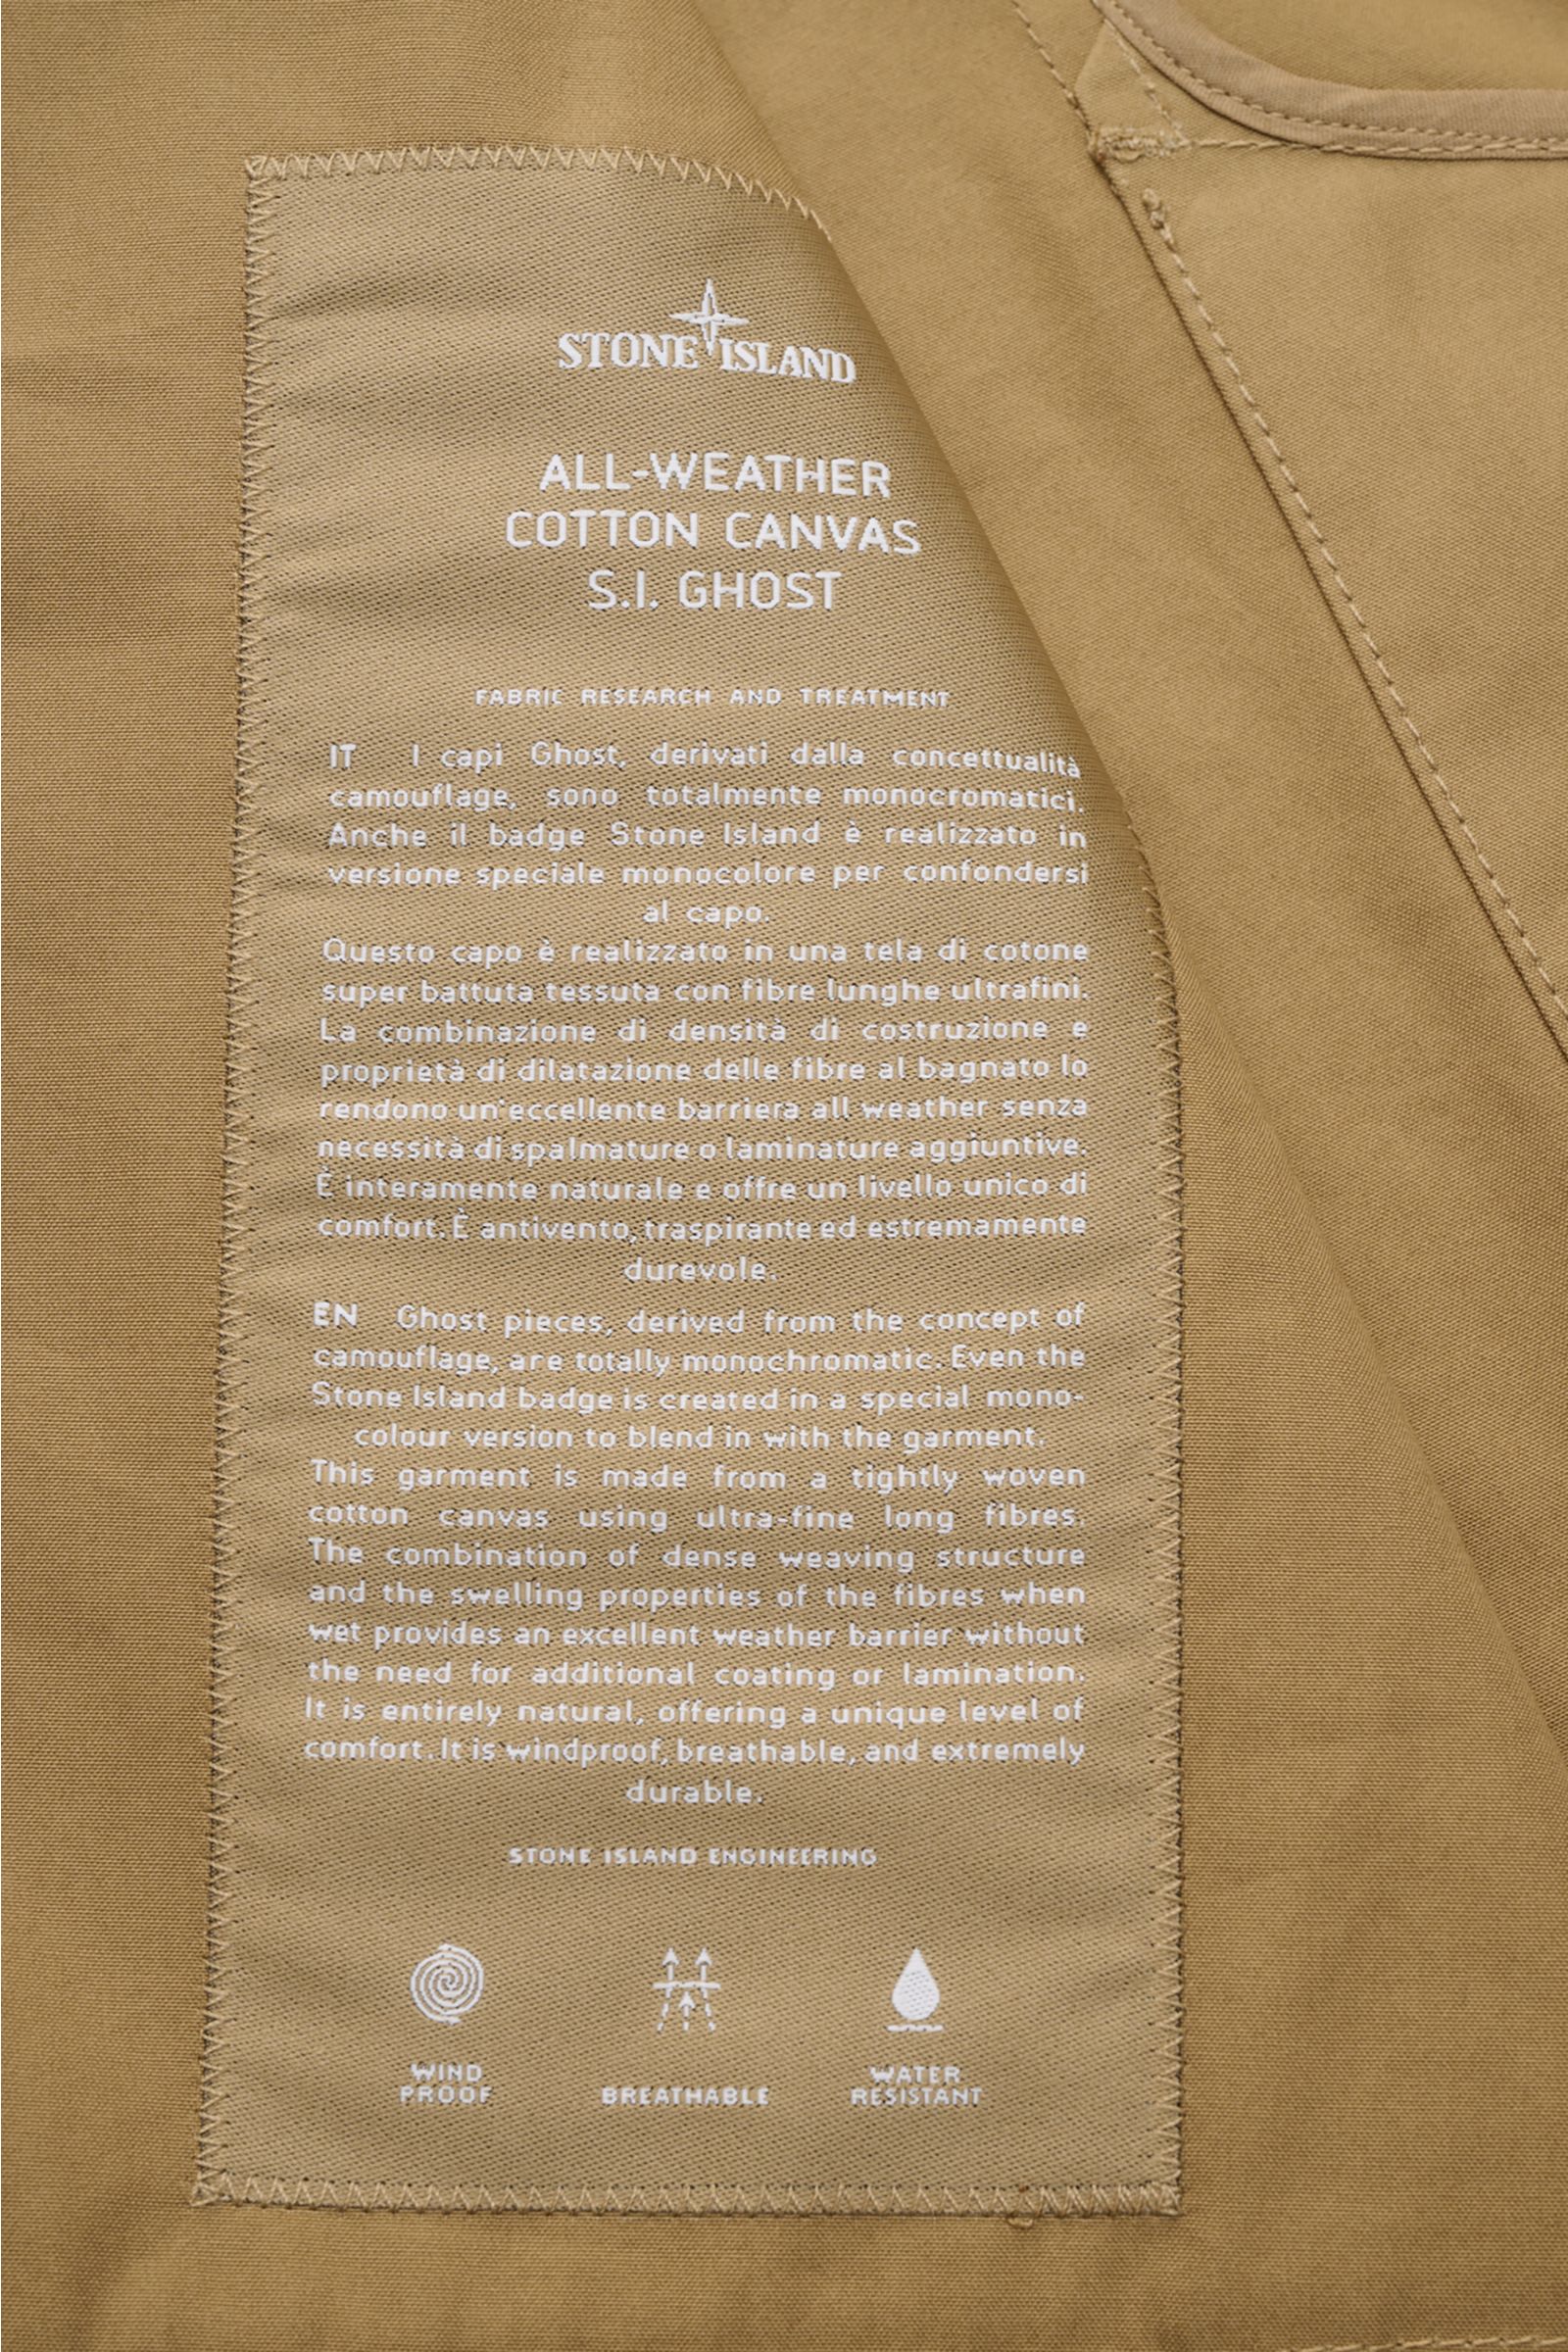 STONE ISLAND
ALL-WEATHER
COTTON CANVAS
S.I. GHOST
FABRIC RESEARCH AND TREATMENT
IT I capi Ghost, derivati dalla concettualità
camouflage, sono totalmente monocromatici.
Anche il badge Stone Island è realizzato in
versione speciale monocolore per confondersi
al capo.
Questo capo è realizzato in una tela di cotone
super battuta tessuta con fibre lunghe ultrafini.
La combinazione di densità di costruzione e
proprietà di dilatazione delle fibre al bagnato lo
rendono un'eccellente barriera all weather senza
necessità di spalmature o laminature aggiuntive.
È interamente naturale e offre un livello unico di
comfort. È antivento, traspirante ed estremamente
durevole.
EN Ghost pieces, derived from the concept of
camouflage, are totally monochromatic. Even the
Stone Island badge is created in a special mono-
colour version to blend in with the garment.
This garment is made from a tightly woven
cotton canvas using ultra-fine long fibres.
The combination of dense weaving structure
and the swelling properties of the fibres when
wet provides an excellent weather barrier without
the need for additional coating or lamination.
It is entirely natural, offering a unique level of
comfort. It is windproof, breathable, and extremely
durable.
STONE ISLAND ENGINEERING
WIND
PROOF
BREATHABLE
WATER
RESISTANT